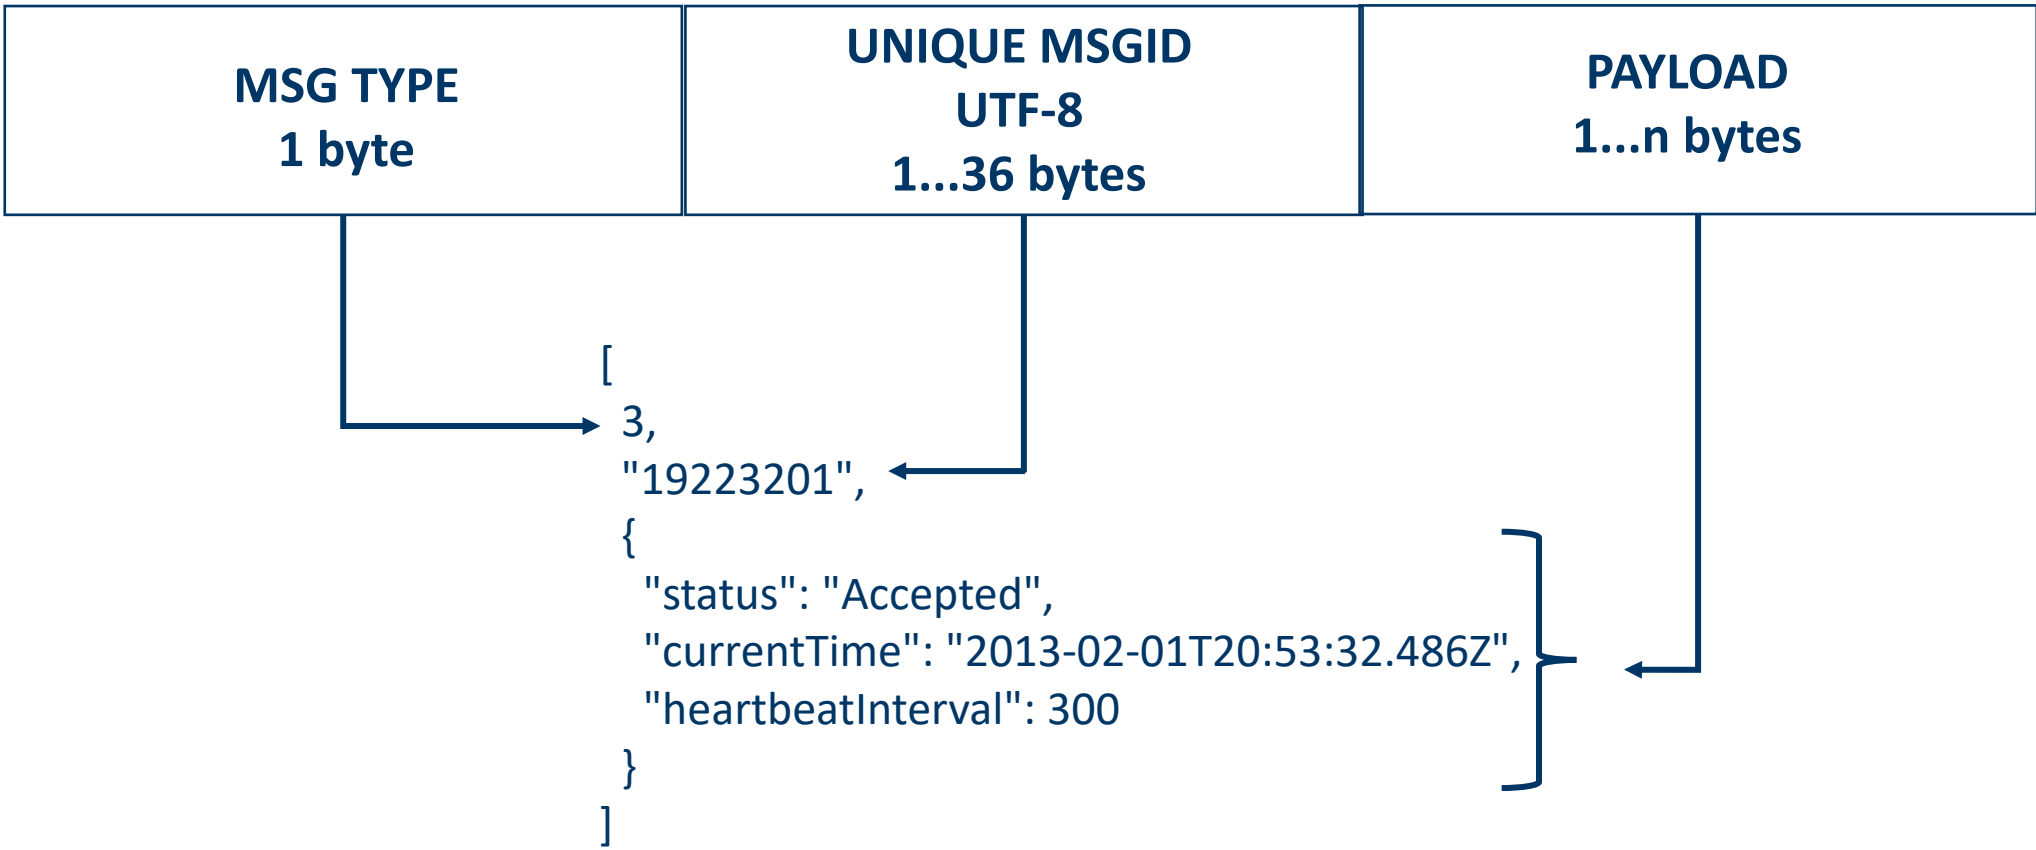 MSG TYPE
1 byte
UNIQUE MSGID
UTF-8
1...36 bytes
PAYLOAD
1...n bytes
[
3,
"19223201",
{
"status": "Accepted",
"currentTime": "2013-02-01T20:53:32.486Z",
"heartbeatInterval": 300
}
]